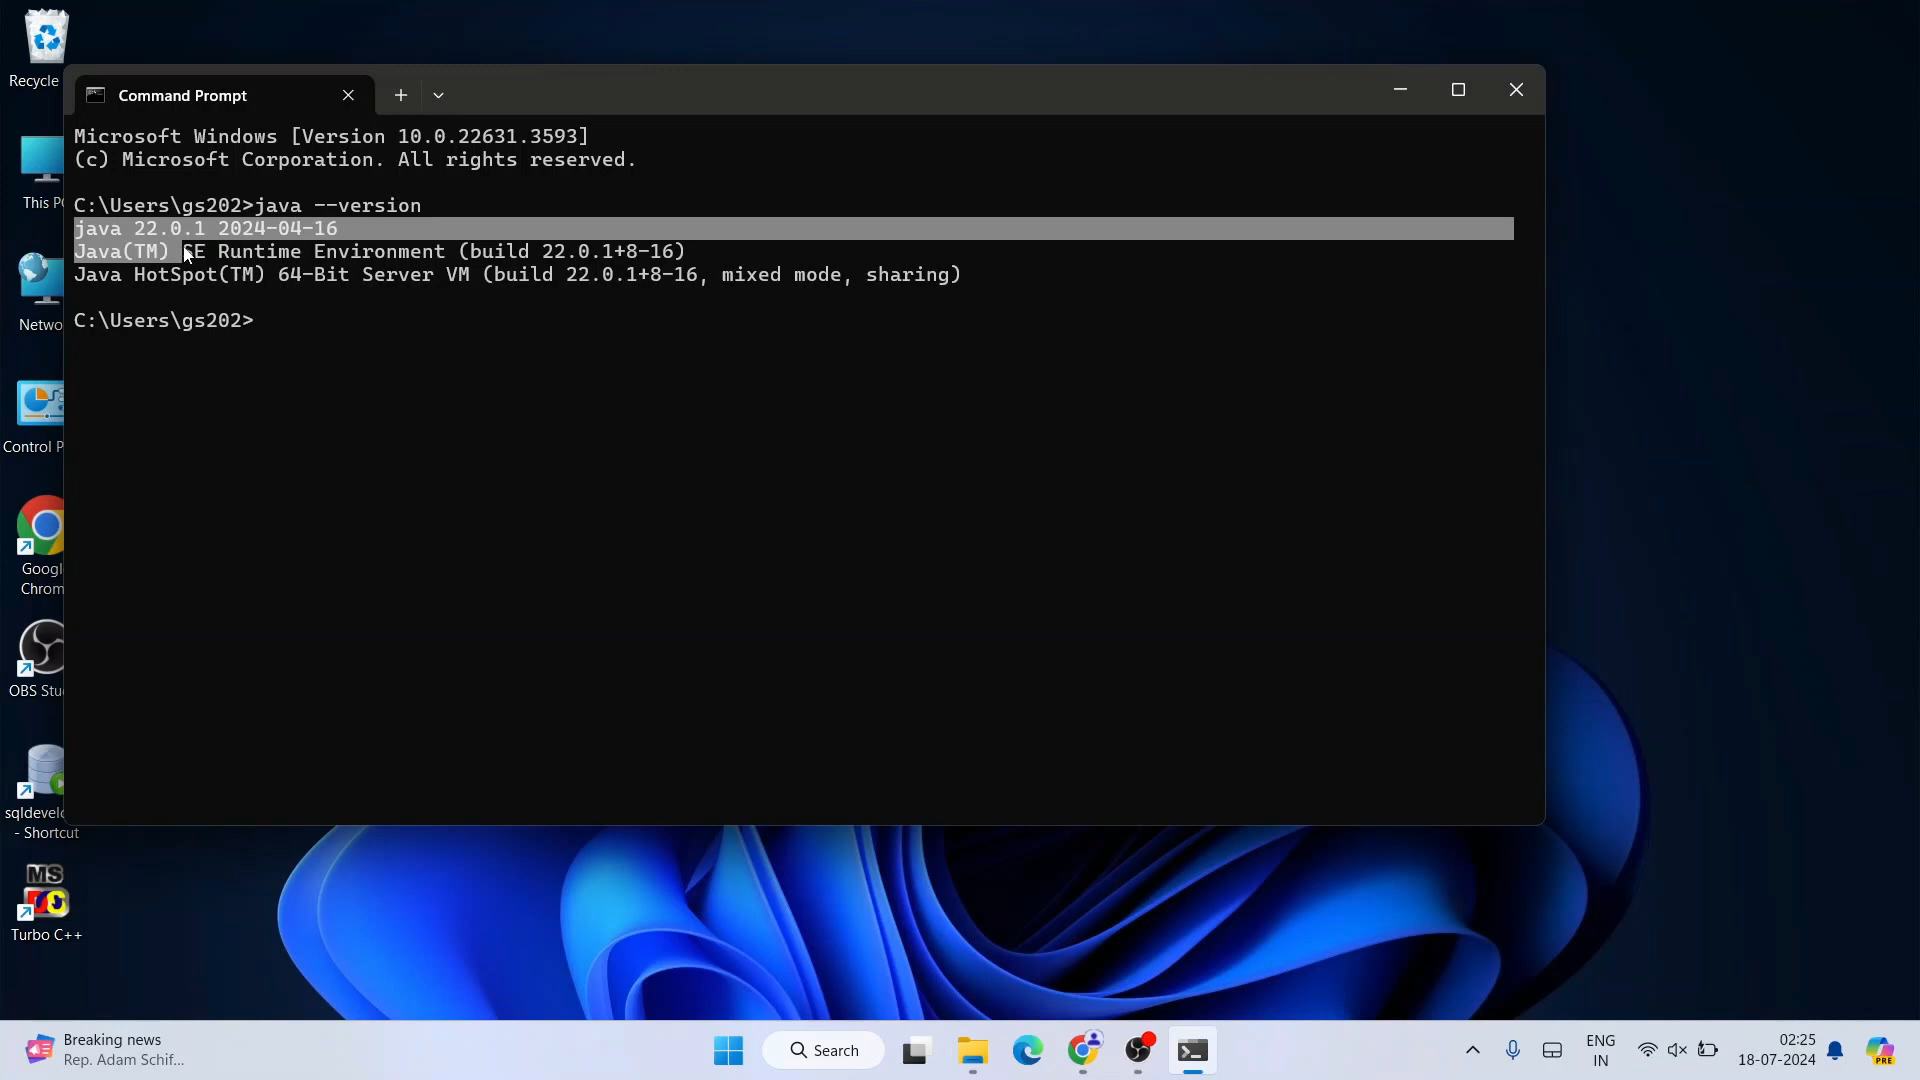 Recycle
Command Prompt
Microsoft Windows [Version 10.0.22631.3593]
(c) Microsoft Corporation. All rights reserved.
C:\Users\gs202>java --version
java 22.0.1 2024-04-16
Java(TM) SE Runtime Environment (build 22.0.1+8-16)
Java HotSpot(TM) 64-Bit Server VM (build 22.0.1+8-16, mixed mode, sharing)
C:\Users\gs202>
This P
Netwo
Control P
Googl
Chrom
OBS Stu
sqldevel
- Shortcut
MS
Turbo C++
Breaking news
Rep. Adam Schif...
Search
ENG
IN
02:25
18-07-2024
PRE